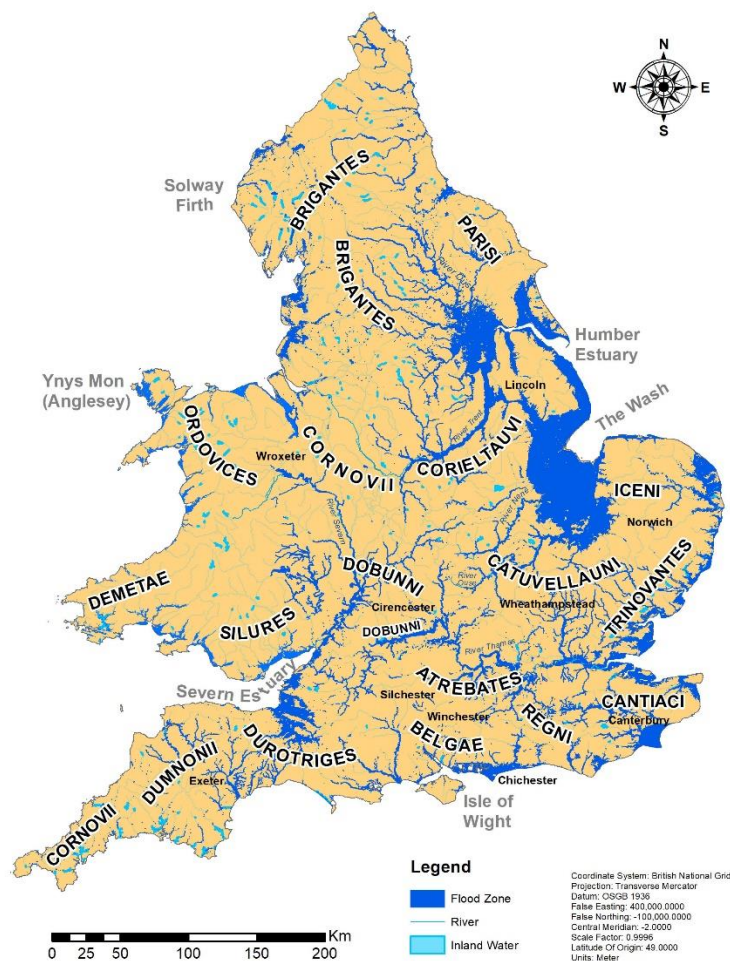 N
W
E
S
Solway
Firth
BRIGANTES
PARISI
BRIGANTES
Humber
Estuary
Ynys Mon
(Anglesey)
Lincoln
The Wash
River Trent
ORDOVICES
Wroxeter
CORNOVII
CORIELTAUVI
ICENI
River Nene
Norwich
River Severn
DOBUNNI
CATUVELLAUNI
River
Ouse
TRINOVANTES
DEMETAE
Cirencester
Wheathampstead
SILURES
DOBUNNI
River Thames
Severn Estuary
ATREBATES
Silchester
CANTIACI
Canterbury
Winchester
REGNI
DUROTRIGES
BELGAE
DUMNONII
Exeter
Chichester
Isle of
Wight
CORNOVII
Legend
Flood Zone
River
Inland Water
Coordinate System: British National Grid
Projection: Transverse Mercator
Datum: OSGB 1936
False Easting: 400,000.0000
False Northing: -100,000.0000
Central Meridian: -2.0000
Scale Factor: 0.9996
Latitude Of Origin: 49.0000
Units: Meter
Km
0 25 50 100 150 200